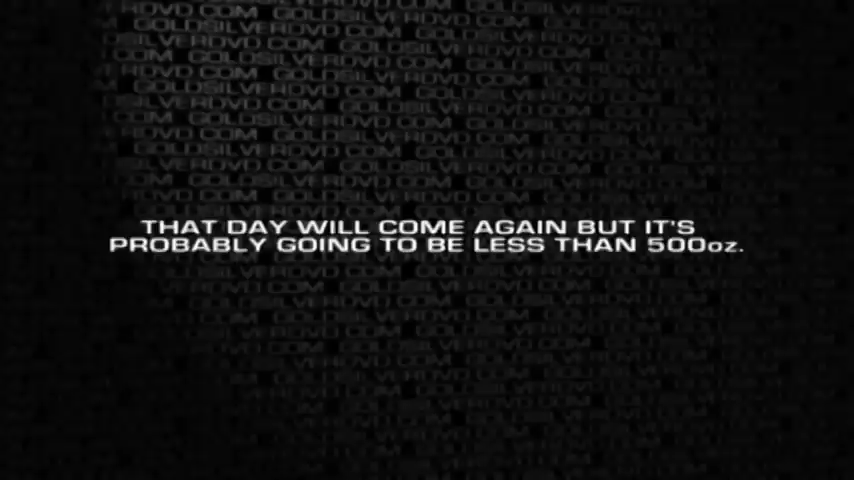 THAT DAY WILL COME AGAIN BUT IT'S
PROBABLY GOING TO BE LESS THAN 500oz.